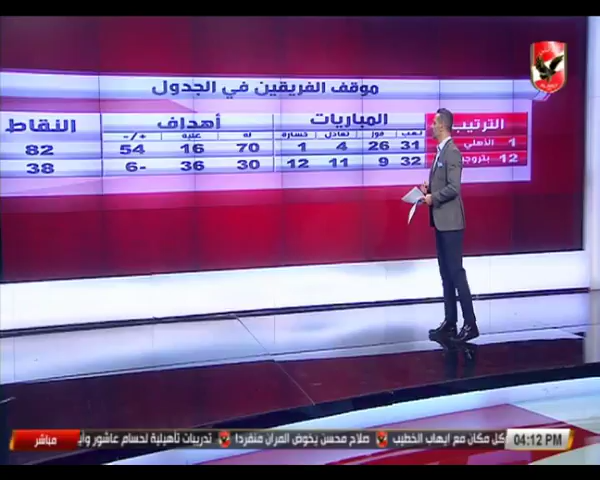 موقف الفريقين في الجدول
الترتيب المباريات أهداف النقاط
لعب فوز تعادل خسارة له عليه +/-
1 الأهلي 31 26 4 1 70 16 54 82
12 بتروجيت 32 9 11 12 30 36 -6 38
04:12 PM كل مكان مع ايهاب الخطيب صلاح محسن يخوض المران منفردا تدريبات تأهيلية لحسام عاشور مباشر